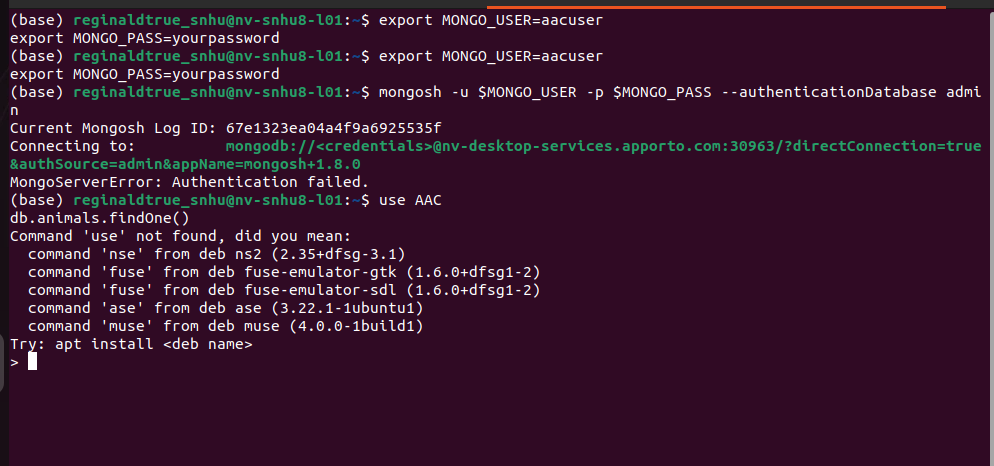 (base) reginaldtrue_snhu@nv-snhu8-l01:~$ export MONGO_USER=aacuser
export MONGO_PASS=yourpassword
(base) reginaldtrue_snhu@nv-snhu8-l01:~$ export MONGO_USER=aacuser
export MONGO_PASS=yourpassword
(base) reginaldtrue_snhu@nv-snhu8-l01:~$ mongosh -u $MONGO_USER -p $MONGO_PASS --authenticationDatabase admi
n
Current Mongosh Log ID: 67e1323ea04a4f9a6925535f
Connecting to:          mongodb://<credentials>@nv-desktop-services.apporto.com:30963/?directConnection=true
&authSource=admin&appName=mongosh+1.8.0
MongoServerError: Authentication failed.
(base) reginaldtrue_snhu@nv-snhu8-l01:~$ use AAC
db.animals.findOne()
Command 'use' not found, did you mean:
  command 'nse' from deb ns2 (2.35+dfsg-3.1)
  command 'fuse' from deb fuse-emulator-gtk (1.6.0+dfsg1-2)
  command 'fuse' from deb fuse-emulator-sdl (1.6.0+dfsg1-2)
  command 'ase' from deb ase (3.22.1-1ubuntu1)
  command 'muse' from deb muse (4.0.0-1build1)
Try: apt install <deb name>
>